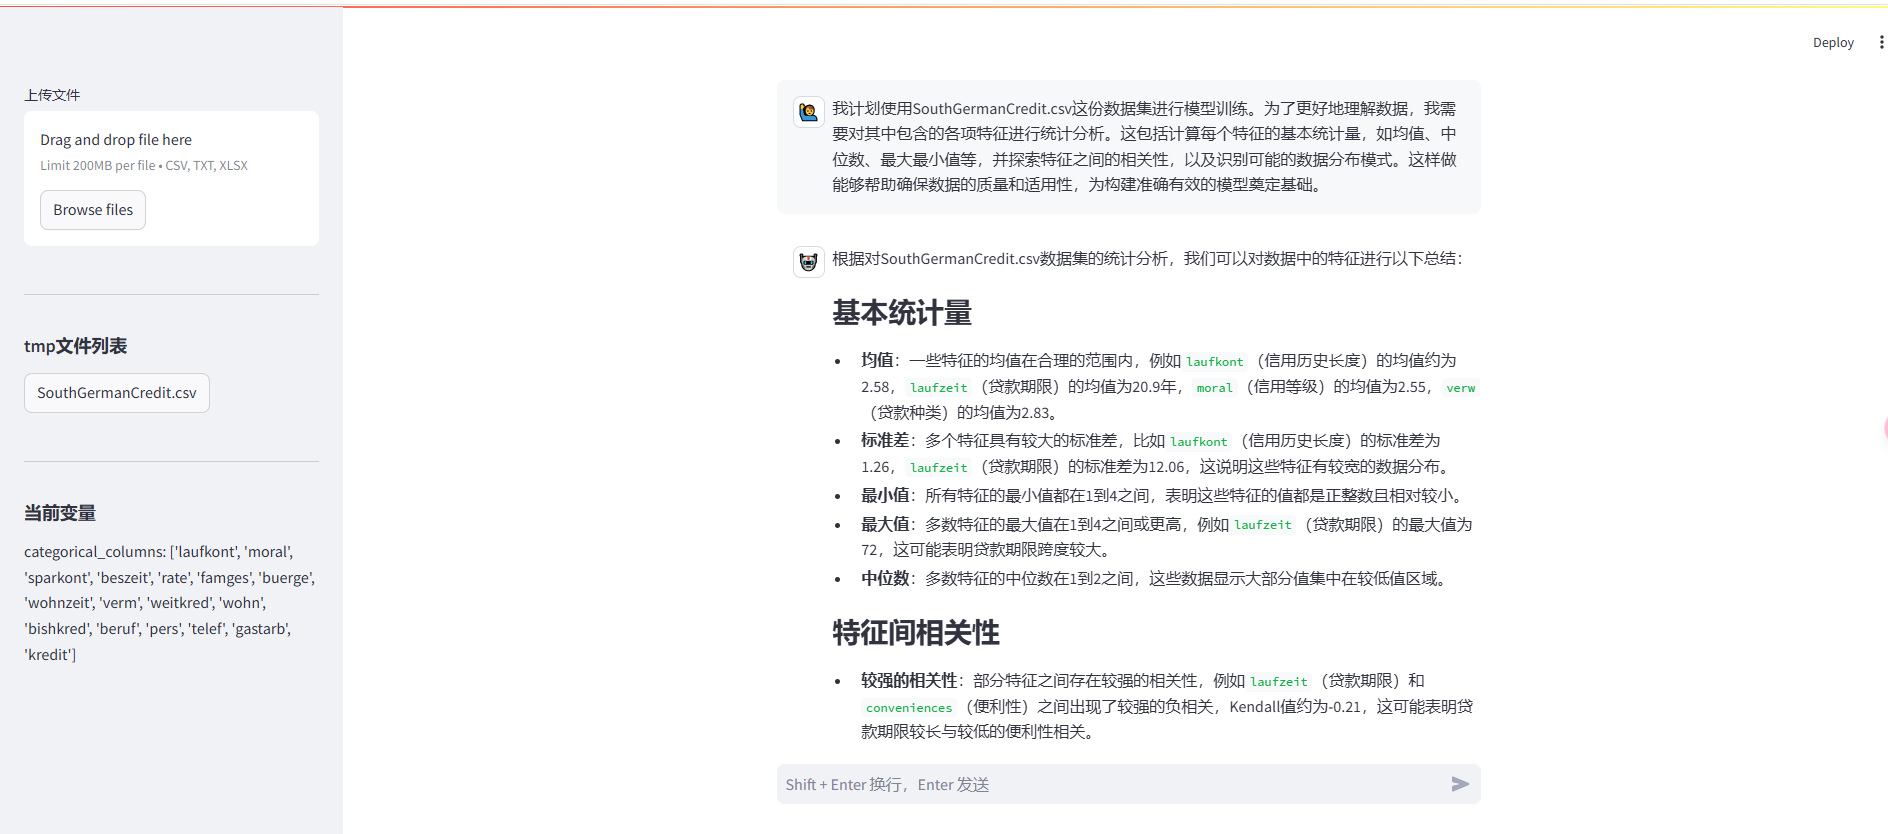 Deploy
上传文件
Drag and drop file here
Limit 200MB per file • CSV, TXT, XLSX
Browse files
tmp文件列表
SouthGermanCredit.csv
当前变量
categorical_columns: ['laufkont', 'moral',
'sparkont', 'beszeit', 'rate', 'famges', 'buerge',
'wohnzeit', 'verm', 'weitkred', 'wohn',
'bishkred', 'beruf', 'pers', 'telef', 'gastarb',
'kredit']
我计划使用SouthGermanCredit.csv这份数据集进行模型训练。为了更好地理解数据，我需
要对其中包含的各项特征进行统计分析。这包括计算每个特征的基本统计量，如均值、中
位数、最大最小值等，并探索特征之间的相关性，以及识别可能的数据分布模式。这样做
能够帮助确保数据的质量和适用性，为构建准确有效的模型奠定基础。
根据对SouthGermanCredit.csv数据集的统计分析，我们可以对数据中的特征进行以下总结：
基本统计量
• 均值：一些特征的均值在合理的范围内，例如 laufkont （信用历史长度）的均值约为
2.58， laufzeit （贷款期限）的均值为20.9年， moral （信用等级）的均值为2.55， verw
（贷款种类）的均值为2.83。
• 标准差：多个特征具有较大的标准差，比如 laufkont （信用历史长度）的标准差为
1.26， laufzeit （贷款期限）的标准差为12.06，这说明这些特征有较宽的数据分布。
• 最小值：所有特征的最小值都在1到4之间，表明这些特征的值都是正整数且相对较小。
• 最大值：多数特征的最大值在1到4之间或更高，例如 laufzeit （贷款期限）的最大值为
72，这可能表明贷款期限跨度较大。
• 中位数：多数特征的中位数在1到2之间，这些数据显示大部分值集中在较低值区域。
特征间相关性
• 较强的相关性：部分特征之间存在较强的相关性，例如 laufzeit （贷款期限）和
conveniences （便利性）之间出现了较强的负相关，Kendall值约为-0.21，这可能表明贷
款期限较长与较低的便利性相关。
Shift + Enter 换行，Enter 发送